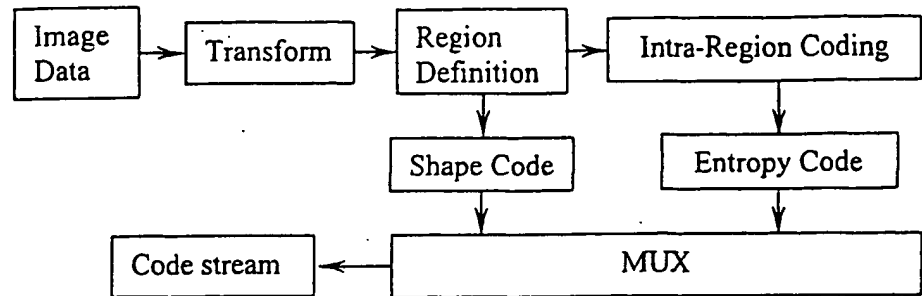 Image
Data
Transform
Region
Definition
Intra-Region Coding
Shape Code
Entropy Code
Code stream
MUX